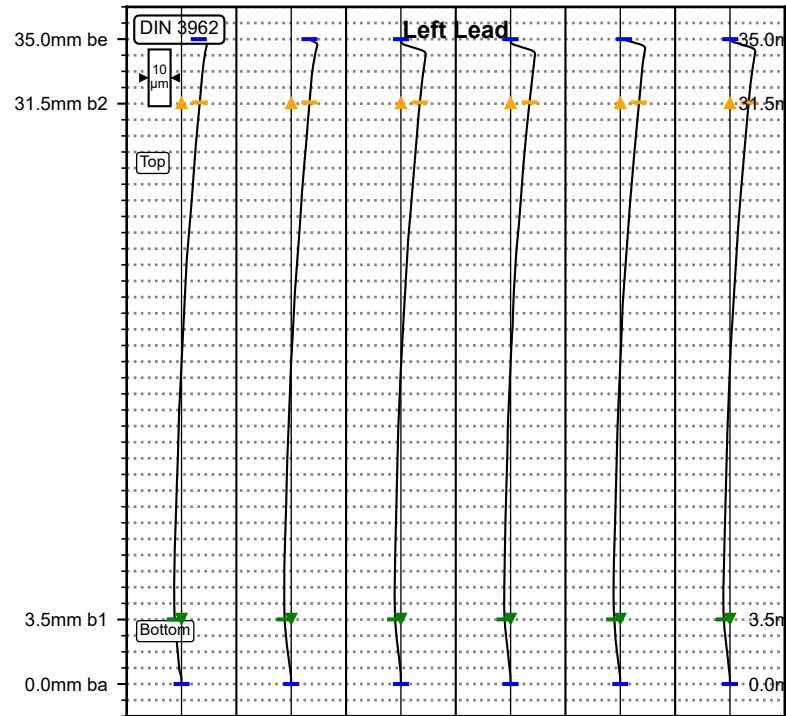 DIN 3962
Left Lead
35.0mm be
35.0m
10
µm
31.5mm b2
31.5m
Top
3.5mm b1
3.5m
Bottom
0.0mm ba
0.0m